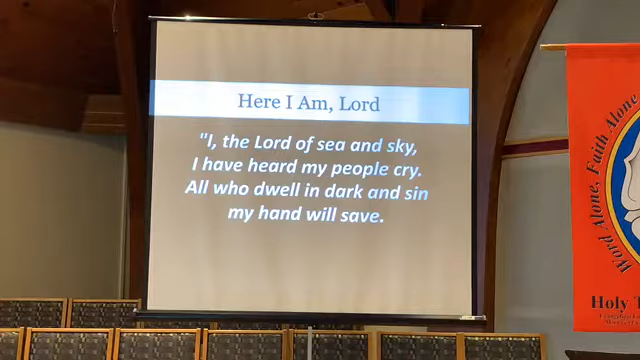 Here I Am, Lord
"I, the Lord of sea and sky,
I have heard my people cry.
All who dwell in dark and sin
my hand will save.
Word Alone, Faith Alone
Holy